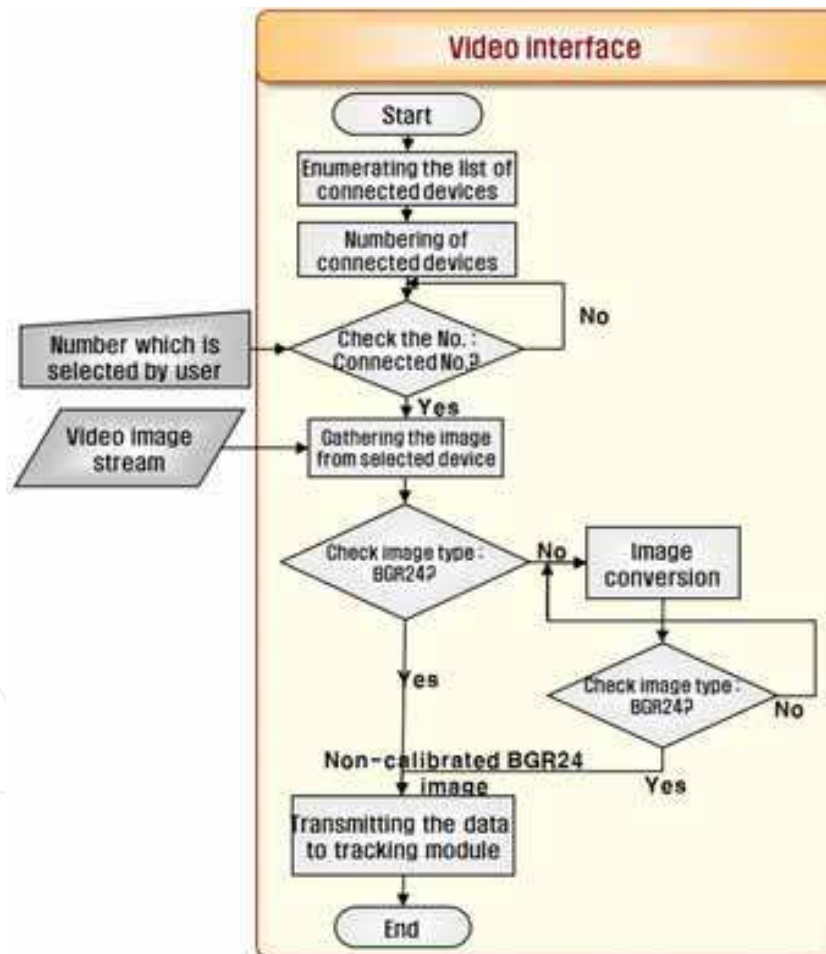 Video interface
Start
Enumerating the list of
connected devices
Numbering of
connected devices
No
Number which is
selected by user
Check the No. :
Connected No.?
Yes
Video image
stream
Gathering the image
from selected device
Check image type :
BGR24?
No
Image
conversion
Yes
Check image type :
BGR24?
No
Non-calibrated BGR24
image
Yes
Transmitting the data
to tracking module
End